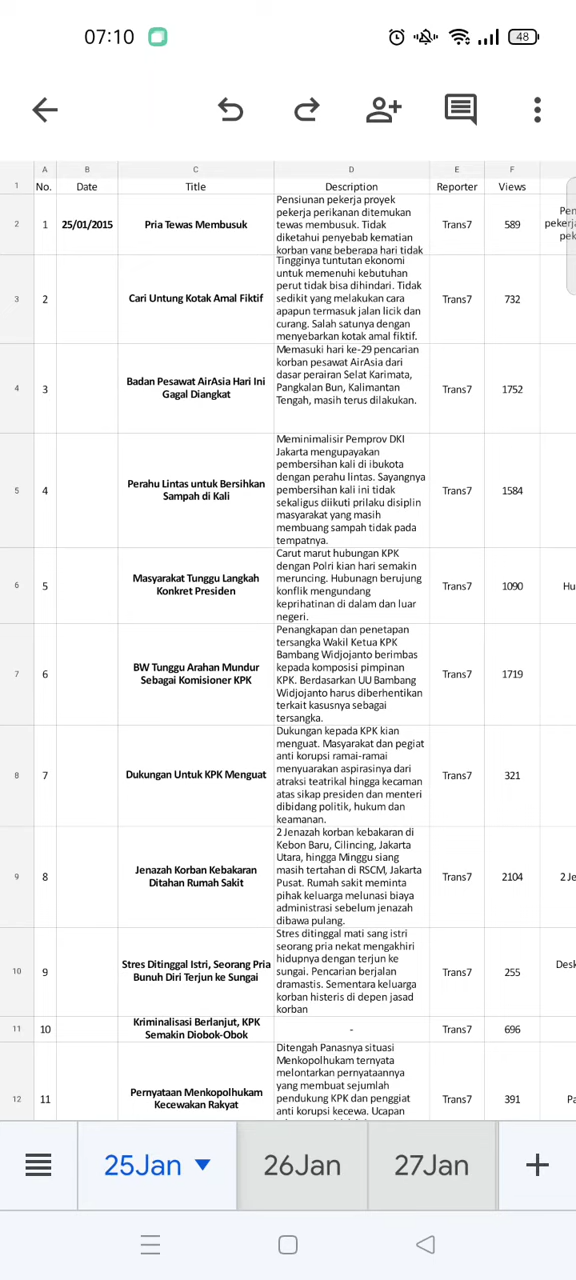 07:10
48
A B C D E F
1 No. Date Title Description Reporter Views
2 1 25/01/2015 Pria Tewas Membusuk
Pensiunan pekerja proyek
pekerja perikanan ditemukan
tewas membusuk. Tidak
diketahui penyebab kematian
korban yang beberapa hari tidak
Trans7 589
Pen
pekerj
pek
3 2 Cari Untung Kotak Amal Fiktif
Tingginya tuntutan ekonomi
untuk memenuhi kebutuhan
perut tidak bisa dihindari. Tidak
sedikit yang melakukan cara
apapun termasuk jalan licik dan
curang. Salah satunya dengan
menyebarkan kotak amal fiktif.
Trans7 732
4 3 Badan Pesawat AirAsia Hari Ini
Gagal Diangkat
Memasuki hari ke-29 pencarian
korban pesawat AirAsia dari
dasar perairan Selat Karimata,
Pangkalan Bun, Kalimantan
Tengah, masih terus dilakukan.
Trans7 1752
5 4 Perahu Lintas untuk Bersihkan
Sampah di Kali
Meminimalisir Pemprov DKI
Jakarta mengupayakan
pembersihan kali di ibukota
dengan perahu lintas. Sayangnya
pembersihan kali ini tidak
sekaligus diikuti prilaku disiplin
masyarakat yang masih
membuang sampah tidak pada
tempatnya.
Trans7 1584
6 5 Masyarakat Tunggu Langkah
Konkret Presiden
Carut marut hubungan KPK
dengan Polri kian hari semakin
meruncing. Hubunagn berujung
konflik mengundang
keprihatinan di dalam dan luar
negeri.
Trans7 1090
Hu
7 6 BW Tunggu Arahan Mundur
Sebagai Komisioner KPK
Penangkapan dan penetapan
tersangka Wakil Ketua KPK
Bambang Widjojanto berimbas
kepada komposisi pimpinan
KPK. Berdasarkan UU Bambang
Widjojanto harus diberhentikan
terkait kasusnya sebagai
tersangka.
Trans7 1719
8 7 Dukungan Untuk KPK Menguat
Dukungan kepada KPK kian
menguat. Masyarakat dan pegiat
anti korupsi ramai-ramai
menyuarakan aspirasinya dari
atraksi teatrikal hingga kecaman
atas sikap presiden dan menteri
dibidang politik, hukum dan
keamanan.
Trans7 321
9 8 Jenazah Korban Kebakaran
Ditahan Rumah Sakit
2 Jenazah korban kebakaran di
Kebon Baru, Cilincing, Jakarta
Utara, hingga Minggu siang
masih tertahan di RSCM, Jakarta
Pusat. Rumah sakit meminta
pihak keluarga melunasi biaya
administrasi sebelum jenazah
dibawa pulang.
Trans7 2104
2 Je
10 9 Stres Ditinggal Istri, Seorang Pria
Bunuh Diri Terjun ke Sungai
Stres ditinggal mati sang istri
seorang pria nekat mengakhiri
hidupnya dengan terjun ke
sungai. Pencarian berjalan
dramastis. Sementara keluarga
korban histeris di depen jasad
korban
Trans7 255
Desk
11 10 Kriminalisasi Berlanjut, KPK
Semakin Diobok-Obok
-
Trans7 696
12 11 Pernyataan Menkopolhukam
Kecewakan Rakyat
Ditengah Panasnya situasi
Menkopolhukam ternyata
melontarkan pernyataannya
yang membuat sejumlah
pendukung KPK dan penggiat
anti korupsi kecewa. Ucapan
Trans7 391
Pa
25Jan 26Jan 27Jan